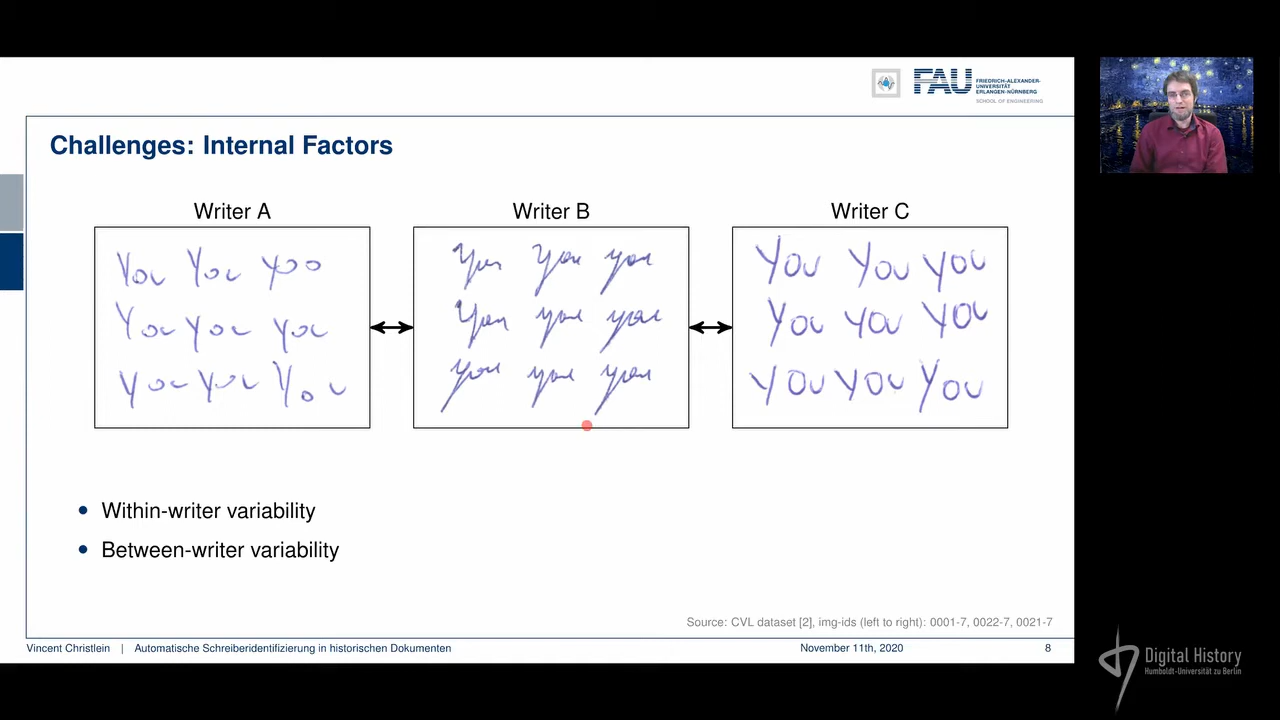 FAU FRIEDRICH-ALEXANDER-
UNIVERSITÄT
ERLANGEN-NÜRNBERG
SCHOOL OF ENGINEERING
Challenges: Internal Factors
Writer A Writer B Writer C
You You you You You you You You you
You You you You you you You You You
You You You you you you You You You
• Within-writer variability
• Between-writer variability
Source: CVL dataset [2], img-ids (left to right): 0001-7, 0022-7, 0021-7
Vincent Christlein | Automatische Schreiberidentifizierung in historischen Dokumenten November 11th, 2020 8
Digital History
Humboldt-Universität zu Berlin